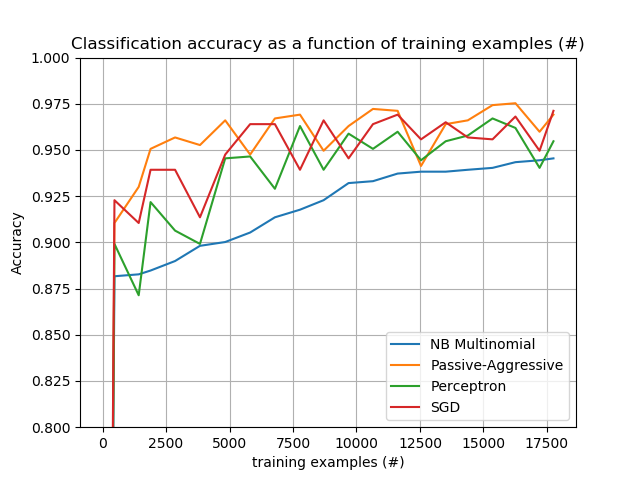 Classification accuracy as a function of training examples (#)
1.000
0.975
0.950
0.925
0.900
0.875
0.850
0.825
0.800
Accuracy
NB Multinomial
Passive-Aggressive
Perceptron
SGD
0 2500 5000 7500 10000 12500 15000 17500
training examples (#)